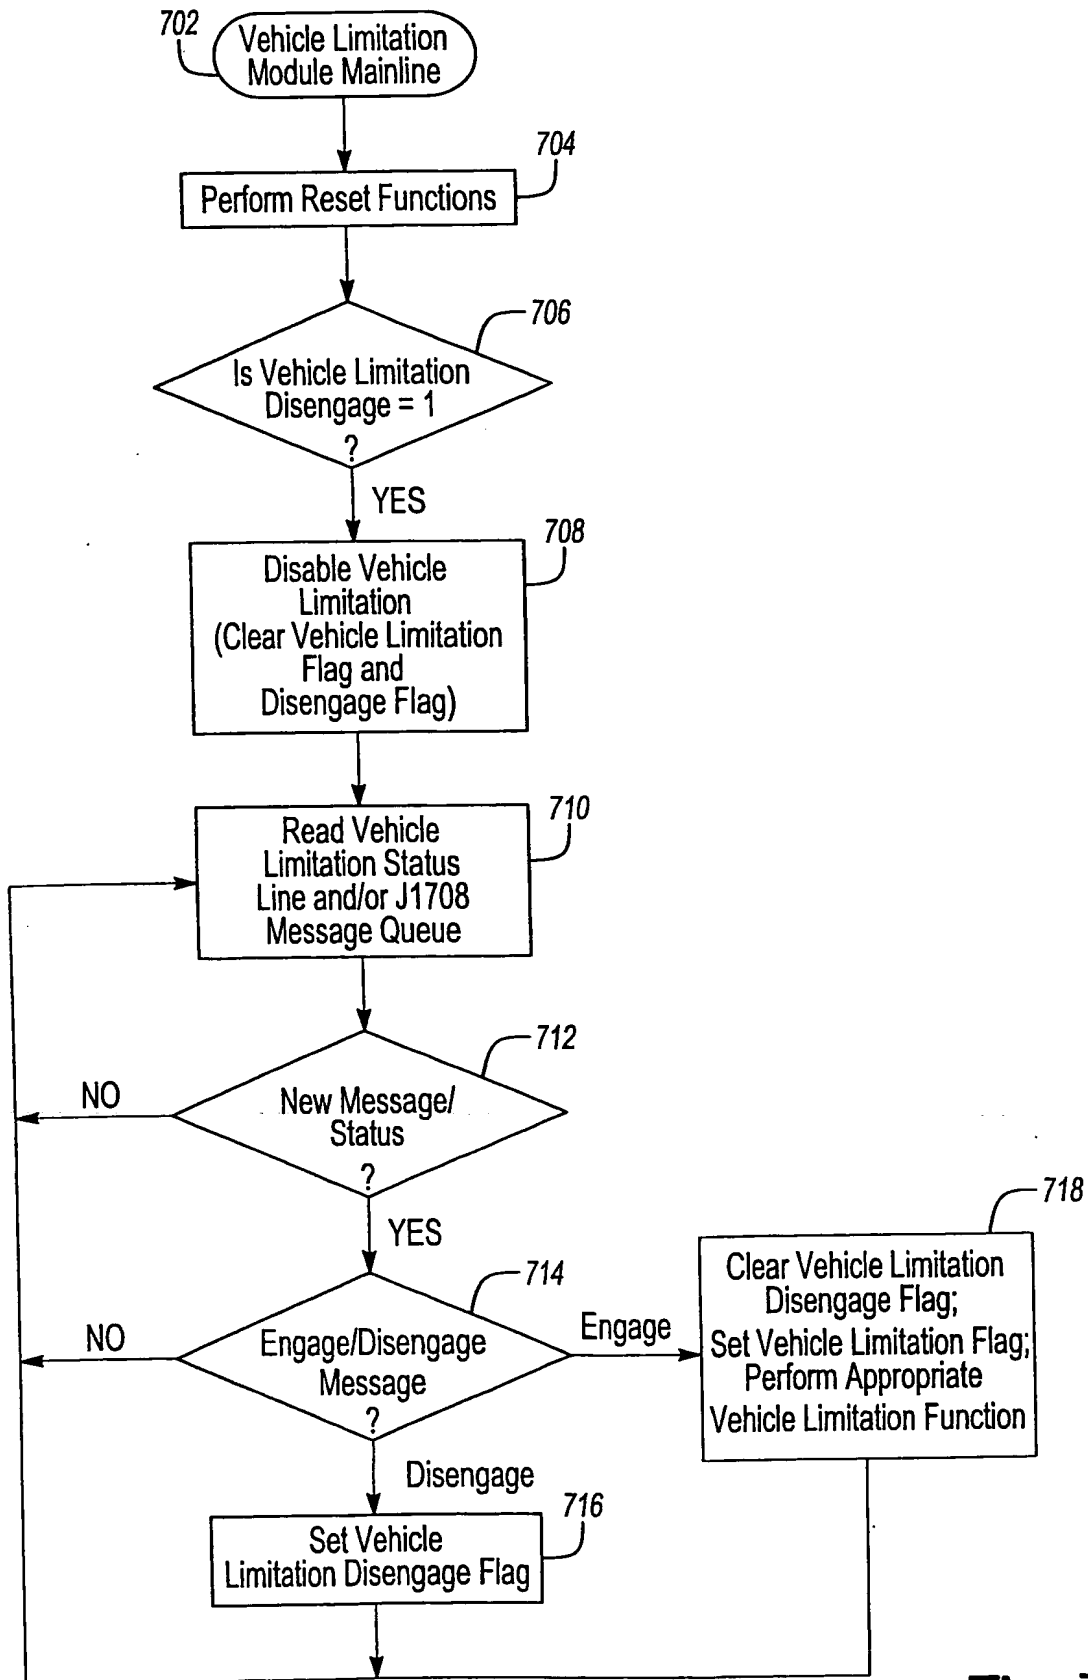 702
Vehicle Limitation
Module Mainline
704
Perform Reset Functions
706
Is Vehicle Limitation
Disengage = 1
?
YES
708
Disable Vehicle
Limitation
(Clear Vehicle Limitation
Flag and
Disengage Flag)
710
Read Vehicle
Limitation Status
Line and/or J1708
Message Queue
712
NO
New Message/
Status
?
YES
718
Clear Vehicle Limitation
Disengage Flag;
Set Vehicle Limitation Flag;
Perform Appropriate
Vehicle Limitation Function
714
NO
Engage/Disengage
Message
?
Engage
Disengage
716
Set Vehicle
Limitation Disengage Flag